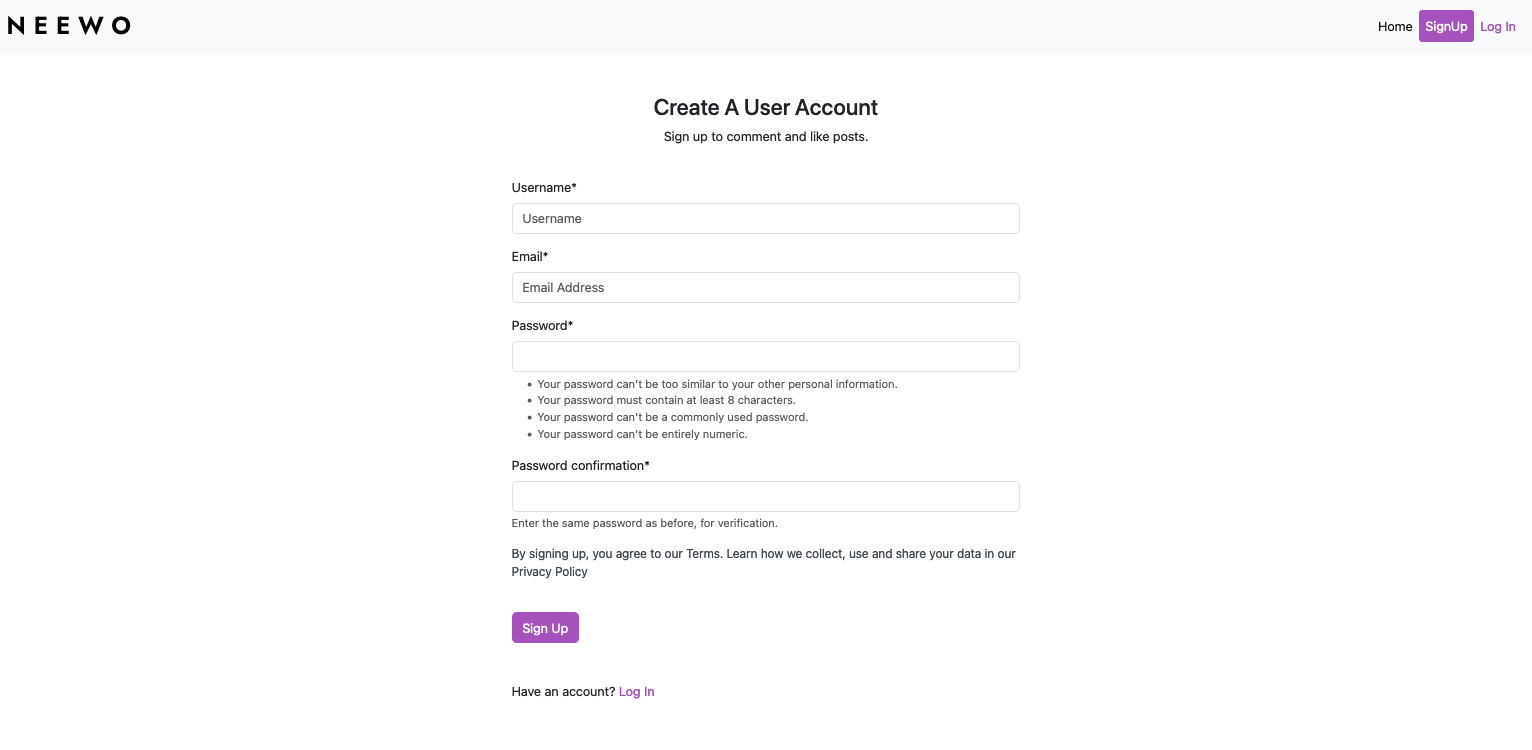 NEEWO
Home SignUp Log In
Create A User Account
Sign up to comment and like posts.
Username*
Username
Email*
Email Address
Password*
• Your password can't be too similar to your other personal information.
• Your password must contain at least 8 characters.
• Your password can't be a commonly used password.
• Your password can't be entirely numeric.
Password confirmation*
Enter the same password as before, for verification.
By signing up, you agree to our Terms. Learn how we collect, use and share your data in our
Privacy Policy
Sign Up
Have an account? Log In